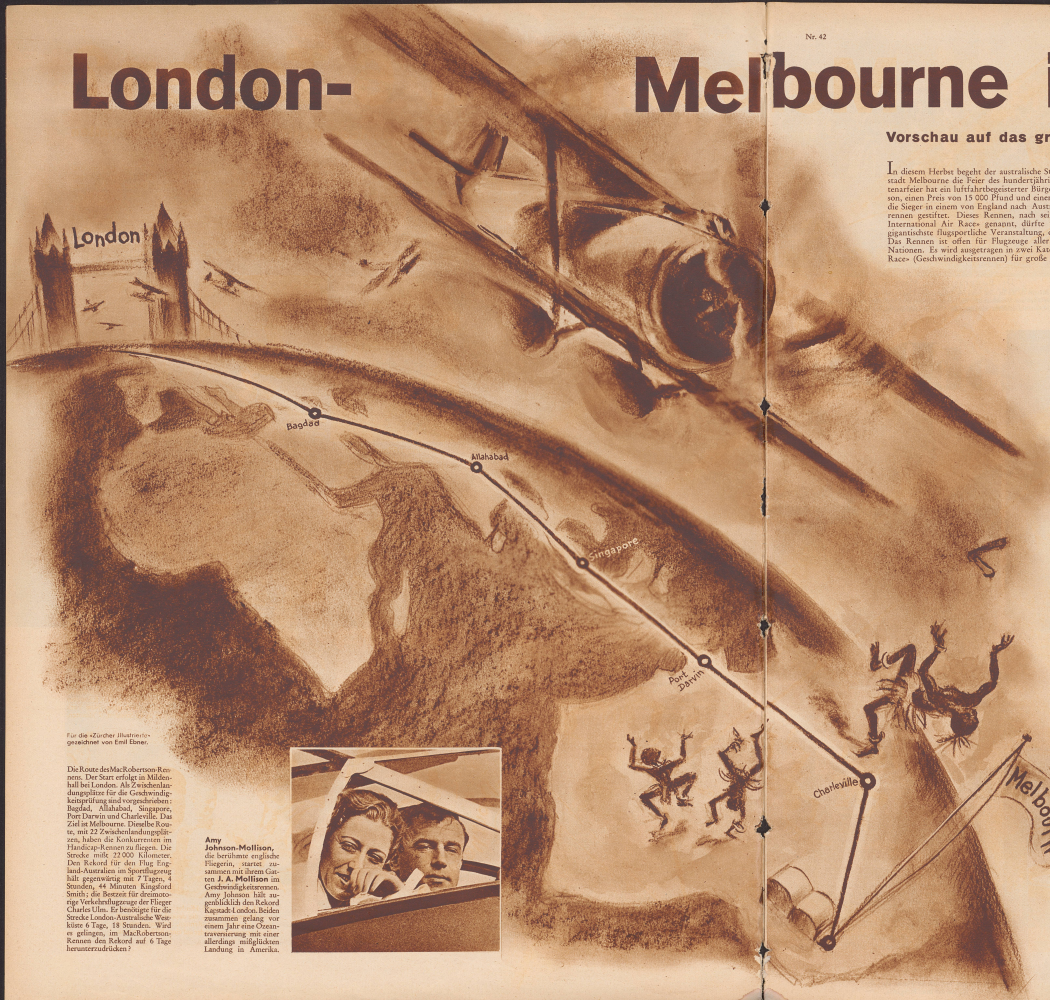 Nr. 42
London- Melbourne i
Vorschau auf das gr
In diesem Herbst begeht der australische St
stadt Melbourne die Feier des hundertjähri
tenarfeier hat ein luftfahrtbegeisterter Bürge
son, einen Preis von 15 000 Pfund und einen
die Sieger in einem von England nach Aust
rennen gestiftet. Dieses Rennen, nach sei
International Air Race» genannt, dürfte
gigantischste flugsportliche Veranstaltung,
Das Rennen ist offen für Flugzeuge aller
Nationen. Es wird ausgetragen in zwei Kat
Race» (Geschwindigkeitsrennen) für große
London
Bagdad
Allahabad
Singapore
Port
Darvin
Charleville
Melbourn
Für die «Zürcher Illustrierte»
gezeichnet von Emil Ebner.
Die Route des MacRobertson-Ren-
nens. Der Start erfolgt in Milden-
hall bei London. Als Zwischenlan-
dungsplätze für die Geschwindig-
keitsprüfung sind vorgeschrieben:
Bagdad, Allahabad, Singapore,
Port Darwin und Charleville. Das
Ziel ist Melbourne. Dieselbe Rou-
te, mit 22 Zwischenlandungsplät-
zen, haben die Konkurrenten im
Handicap-Rennen zu fliegen. Die
Strecke mißt 22 000 Kilometer.
Den Rekord für den Flug Eng-
land-Australien im Sportflugzeug
hält gegenwärtig mit 7 Tagen, 4
Stunden, 44 Minuten Kingsford
Smith; die Bestzeit für dreimoto-
rige Verkehrsflugzeuge der Flieger
Charles Ulm. Er benötigte für die
Strecke London-Australische West-
küste 6 Tage, 18 Stunden. Wird
es gelingen, im MacRobertson-
Rennen den Rekord auf 6 Tage
herunterzudrücken?
Amy
Johnson-Mollison,
die berühmte englische
Fliegerin, startet zu-
sammen mit ihrem Gat-
ten J. A. Mollison im
Geschwindigkeitsrennen.
Amy Johnson hält au-
genblicklich den Rekord
Kapstadt-London. Beiden
zusammen gelang vor
einem Jahr eine Ozean-
traversierung mit einer
allerdings mißglückten
Landung in Amerika.